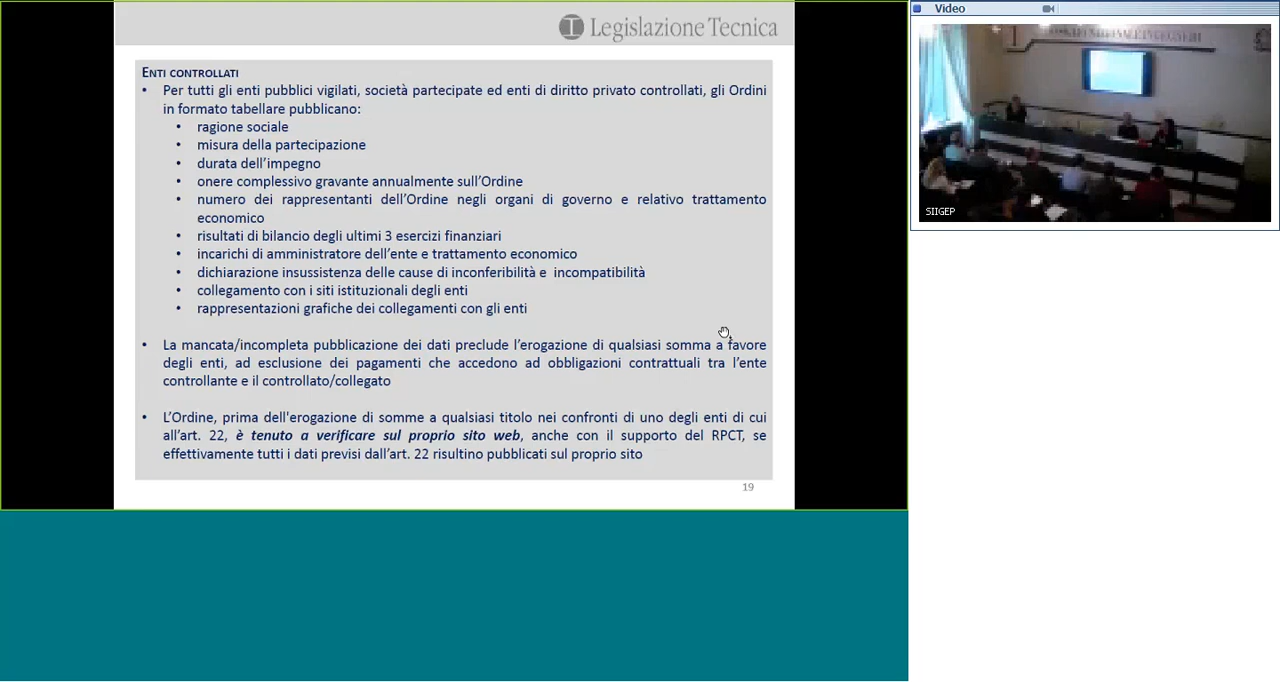 Legislazione Tecnica
ENTI CONTROLLATI
• Per tutti gli enti pubblici vigilati, società partecipate ed enti di diritto privato controllati, gli Ordini
in formato tabellare pubblicano:
• ragione sociale
• misura della partecipazione
• durata dell’impegno
• onere complessivo gravante annualmente sull’Ordine
• numero dei rappresentanti dell’Ordine negli organi di governo e relativo trattamento
economico
• risultati di bilancio degli ultimi 3 esercizi finanziari
• incarichi di amministratore dell’ente e trattamento economico
• dichiarazione insussistenza delle cause di inconferibilità e incompatibilità
• collegamento con i siti istituzionali degli enti
• rappresentazioni grafiche dei collegamenti con gli enti
• La mancata/incompleta pubblicazione dei dati preclude l’erogazione di qualsiasi somma a favore
degli enti, ad esclusione dei pagamenti che accedono ad obbligazioni contrattuali tra l’ente
controllante e il controllato/collegato
• L’Ordine, prima dell'erogazione di somme a qualsiasi titolo nei confronti di uno degli enti di cui
all’art. 22, è tenuto a verificare sul proprio sito web, anche con il supporto del RPCT, se
effettivamente tutti i dati previsi dall’art. 22 risultino pubblicati sul proprio sito
19
Video
SIIGEP